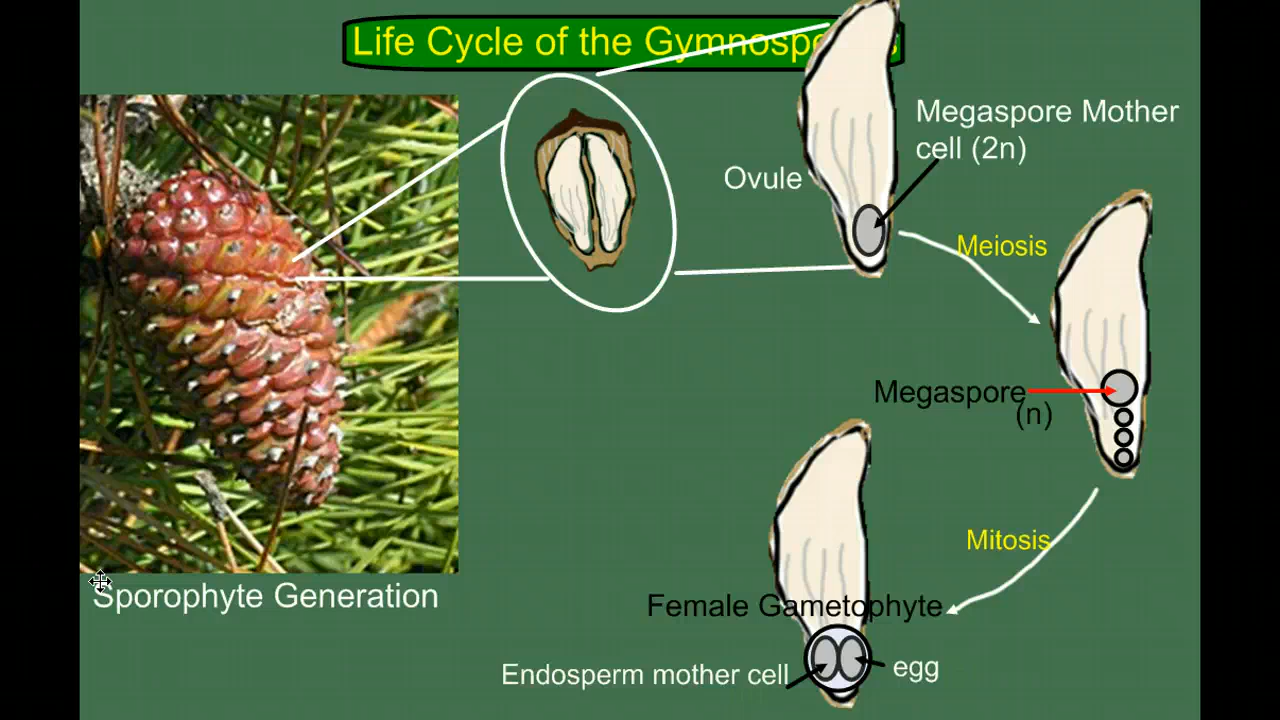 Life Cycle of the Gymnospe
Megaspore Mother
cell (2n)
Ovule
Meiosis
Megaspore
(n)
Mitosis
Sporophyte Generation
Female Gametophyte
Endosperm mother cell
egg